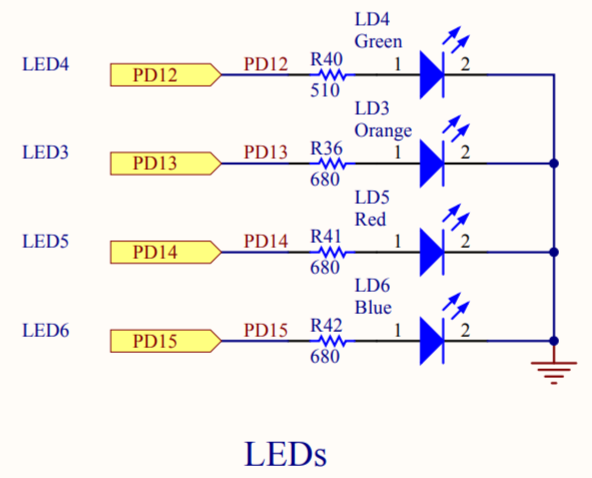 LD4
Green
LED4
PD12
PD12
R40
510
1
2
LD3
Orange
LED3
PD13
PD13
R36
680
1
2
LD5
Red
LED5
PD14
PD14
R41
680
1
2
LD6
Blue
LED6
PD15
PD15
R42
680
1
2
LEDs